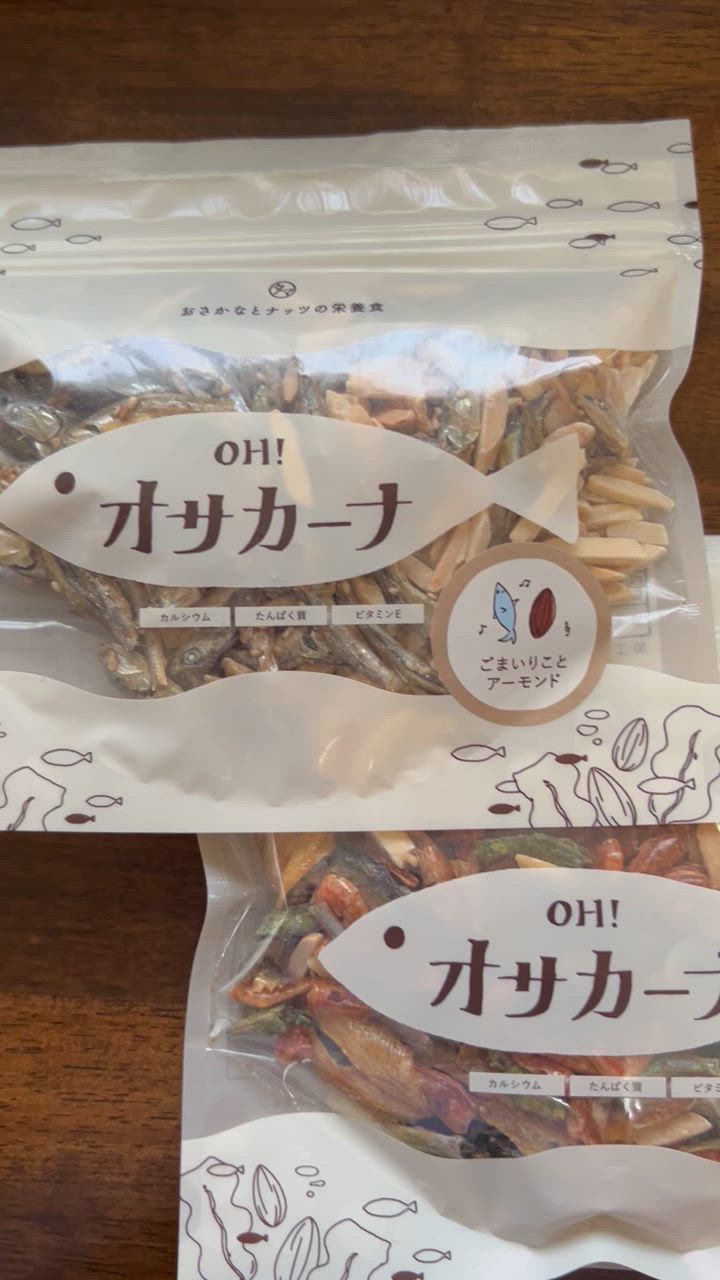 おさかなとナッツの栄養食
OH!
オサカーナ
カルシウム
たんぱく質
ビタミンE
ごまいりこと
アーモンド
OH!
オサカーナ
カルシウム
たんぱく質
ビタミ